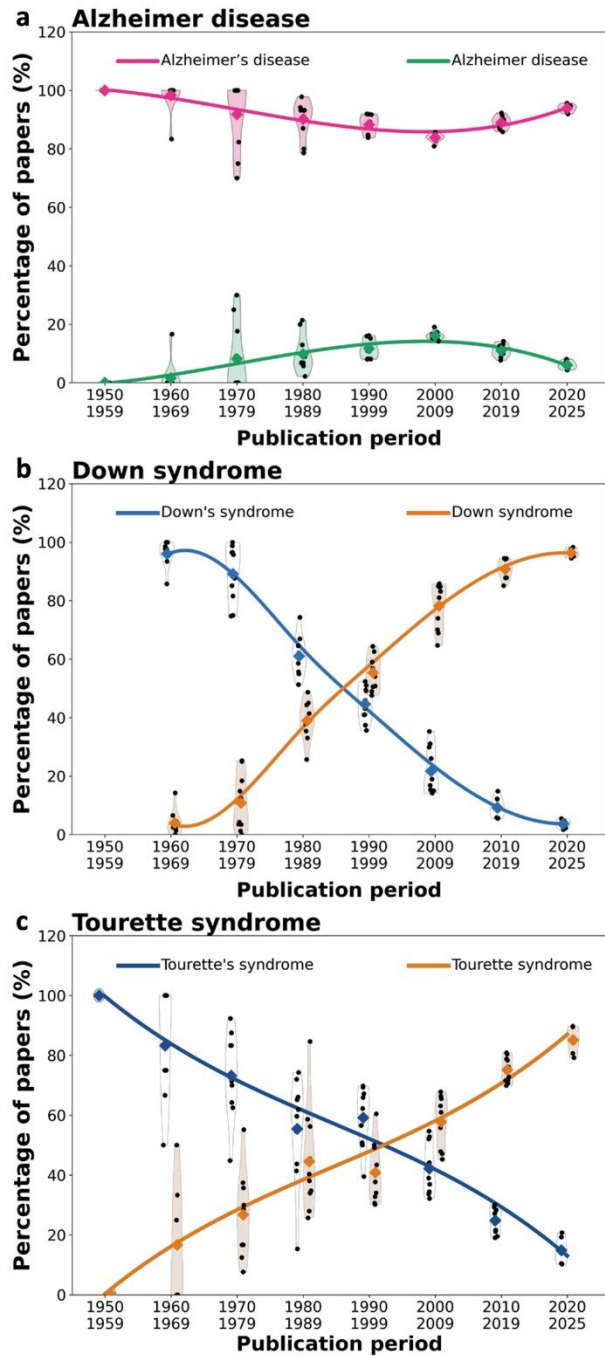 a Alzheimer disease
Alzheimer's disease Alzheimer disease
Percentage of papers (%)
120
100
80
60
40
20
0
1950 1960 1970 1980 1990 2000 2010 2020
1959 1969 1979 1989 1999 2009 2019 2025
Publication period
b Down syndrome
Down's syndrome Down syndrome
Percentage of papers (%)
120
100
80
60
40
20
0
1950 1960 1970 1980 1990 2000 2010 2020
1959 1969 1979 1989 1999 2009 2019 2025
Publication period
c Tourette syndrome
Tourette's syndrome Tourette syndrome
Percentage of papers (%)
120
100
80
60
40
20
0
1950 1960 1970 1980 1990 2000 2010 2020
1959 1969 1979 1989 1999 2009 2019 2025
Publication period